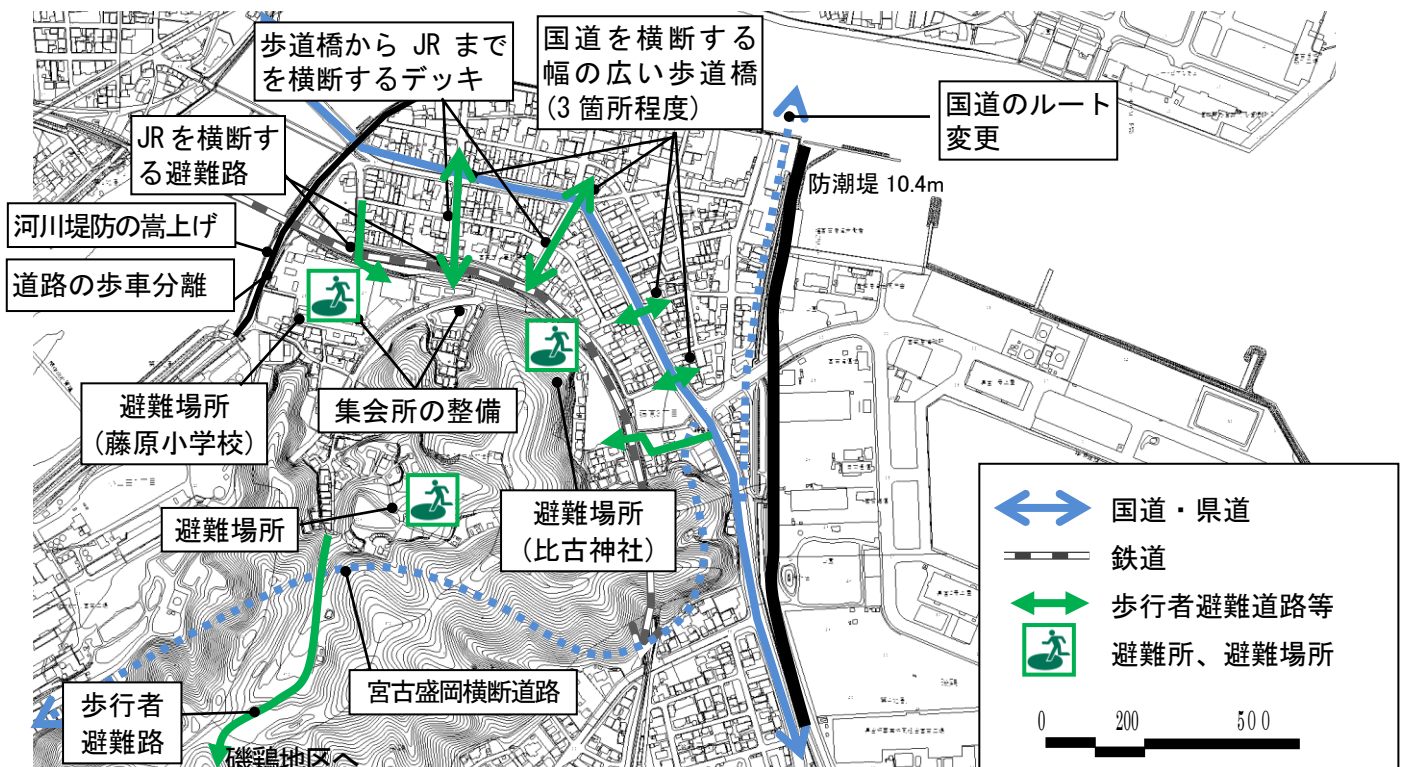 歩道橋から JR まで
を横断するデッキ
国道を横断する
幅の広い歩道橋
(3 箇所程度)
国道のルート
変更
JR を横断す
る避難路
防潮堤 10.4m
河川堤防の嵩上げ
道路の歩車分離
避難場所
(藤原小学校)
集会所の整備
避難場所
避難場所
(比古神社)
宮古盛岡横断道路
歩行者
避難路
磯鶏地区へ
国道・県道
鉄道
歩行者避難道路等
避難所、避難場所
0 200 500